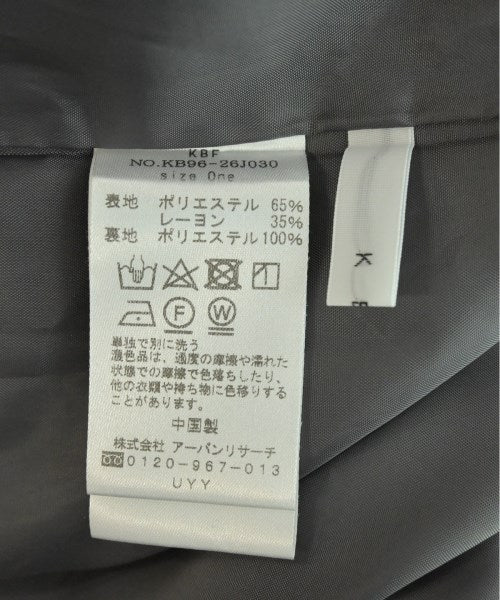 KBF
NO.KB96-26J030
size One
表地 ポリエステル 65%
レーヨン 35%
裏地 ポリエステル100%
F W
単独で別に洗う
濃色品は、過度の摩擦や濡れた
状態での摩擦で色落ちしたり、
他の衣類や持ち物に色移りする
ことがあります。
中国製
株式会社 アーバンリサーチ
0120-967-013
UYY
K